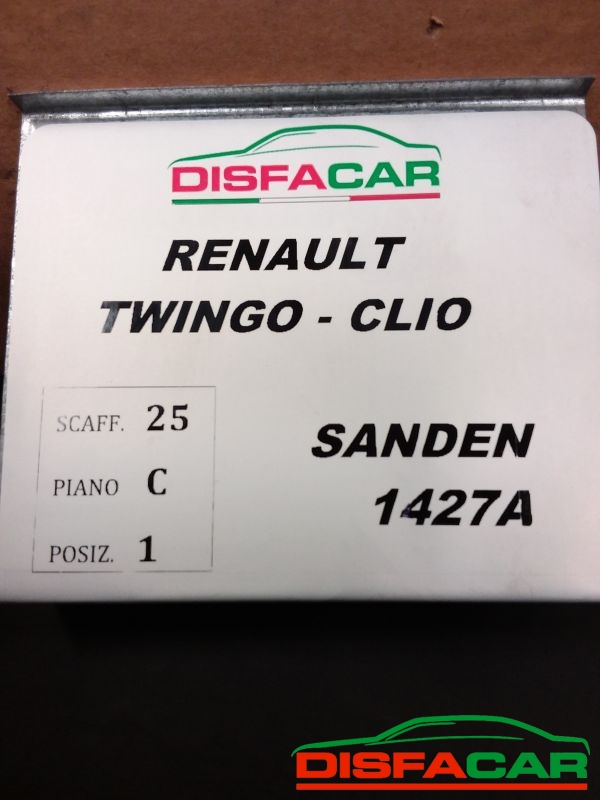 DISFACAR
RENAULT
TWINGO - CLIO
SCAFF. 25
PIANO C
POSIZ. 1
SANDEN
1427A
DISFACAR